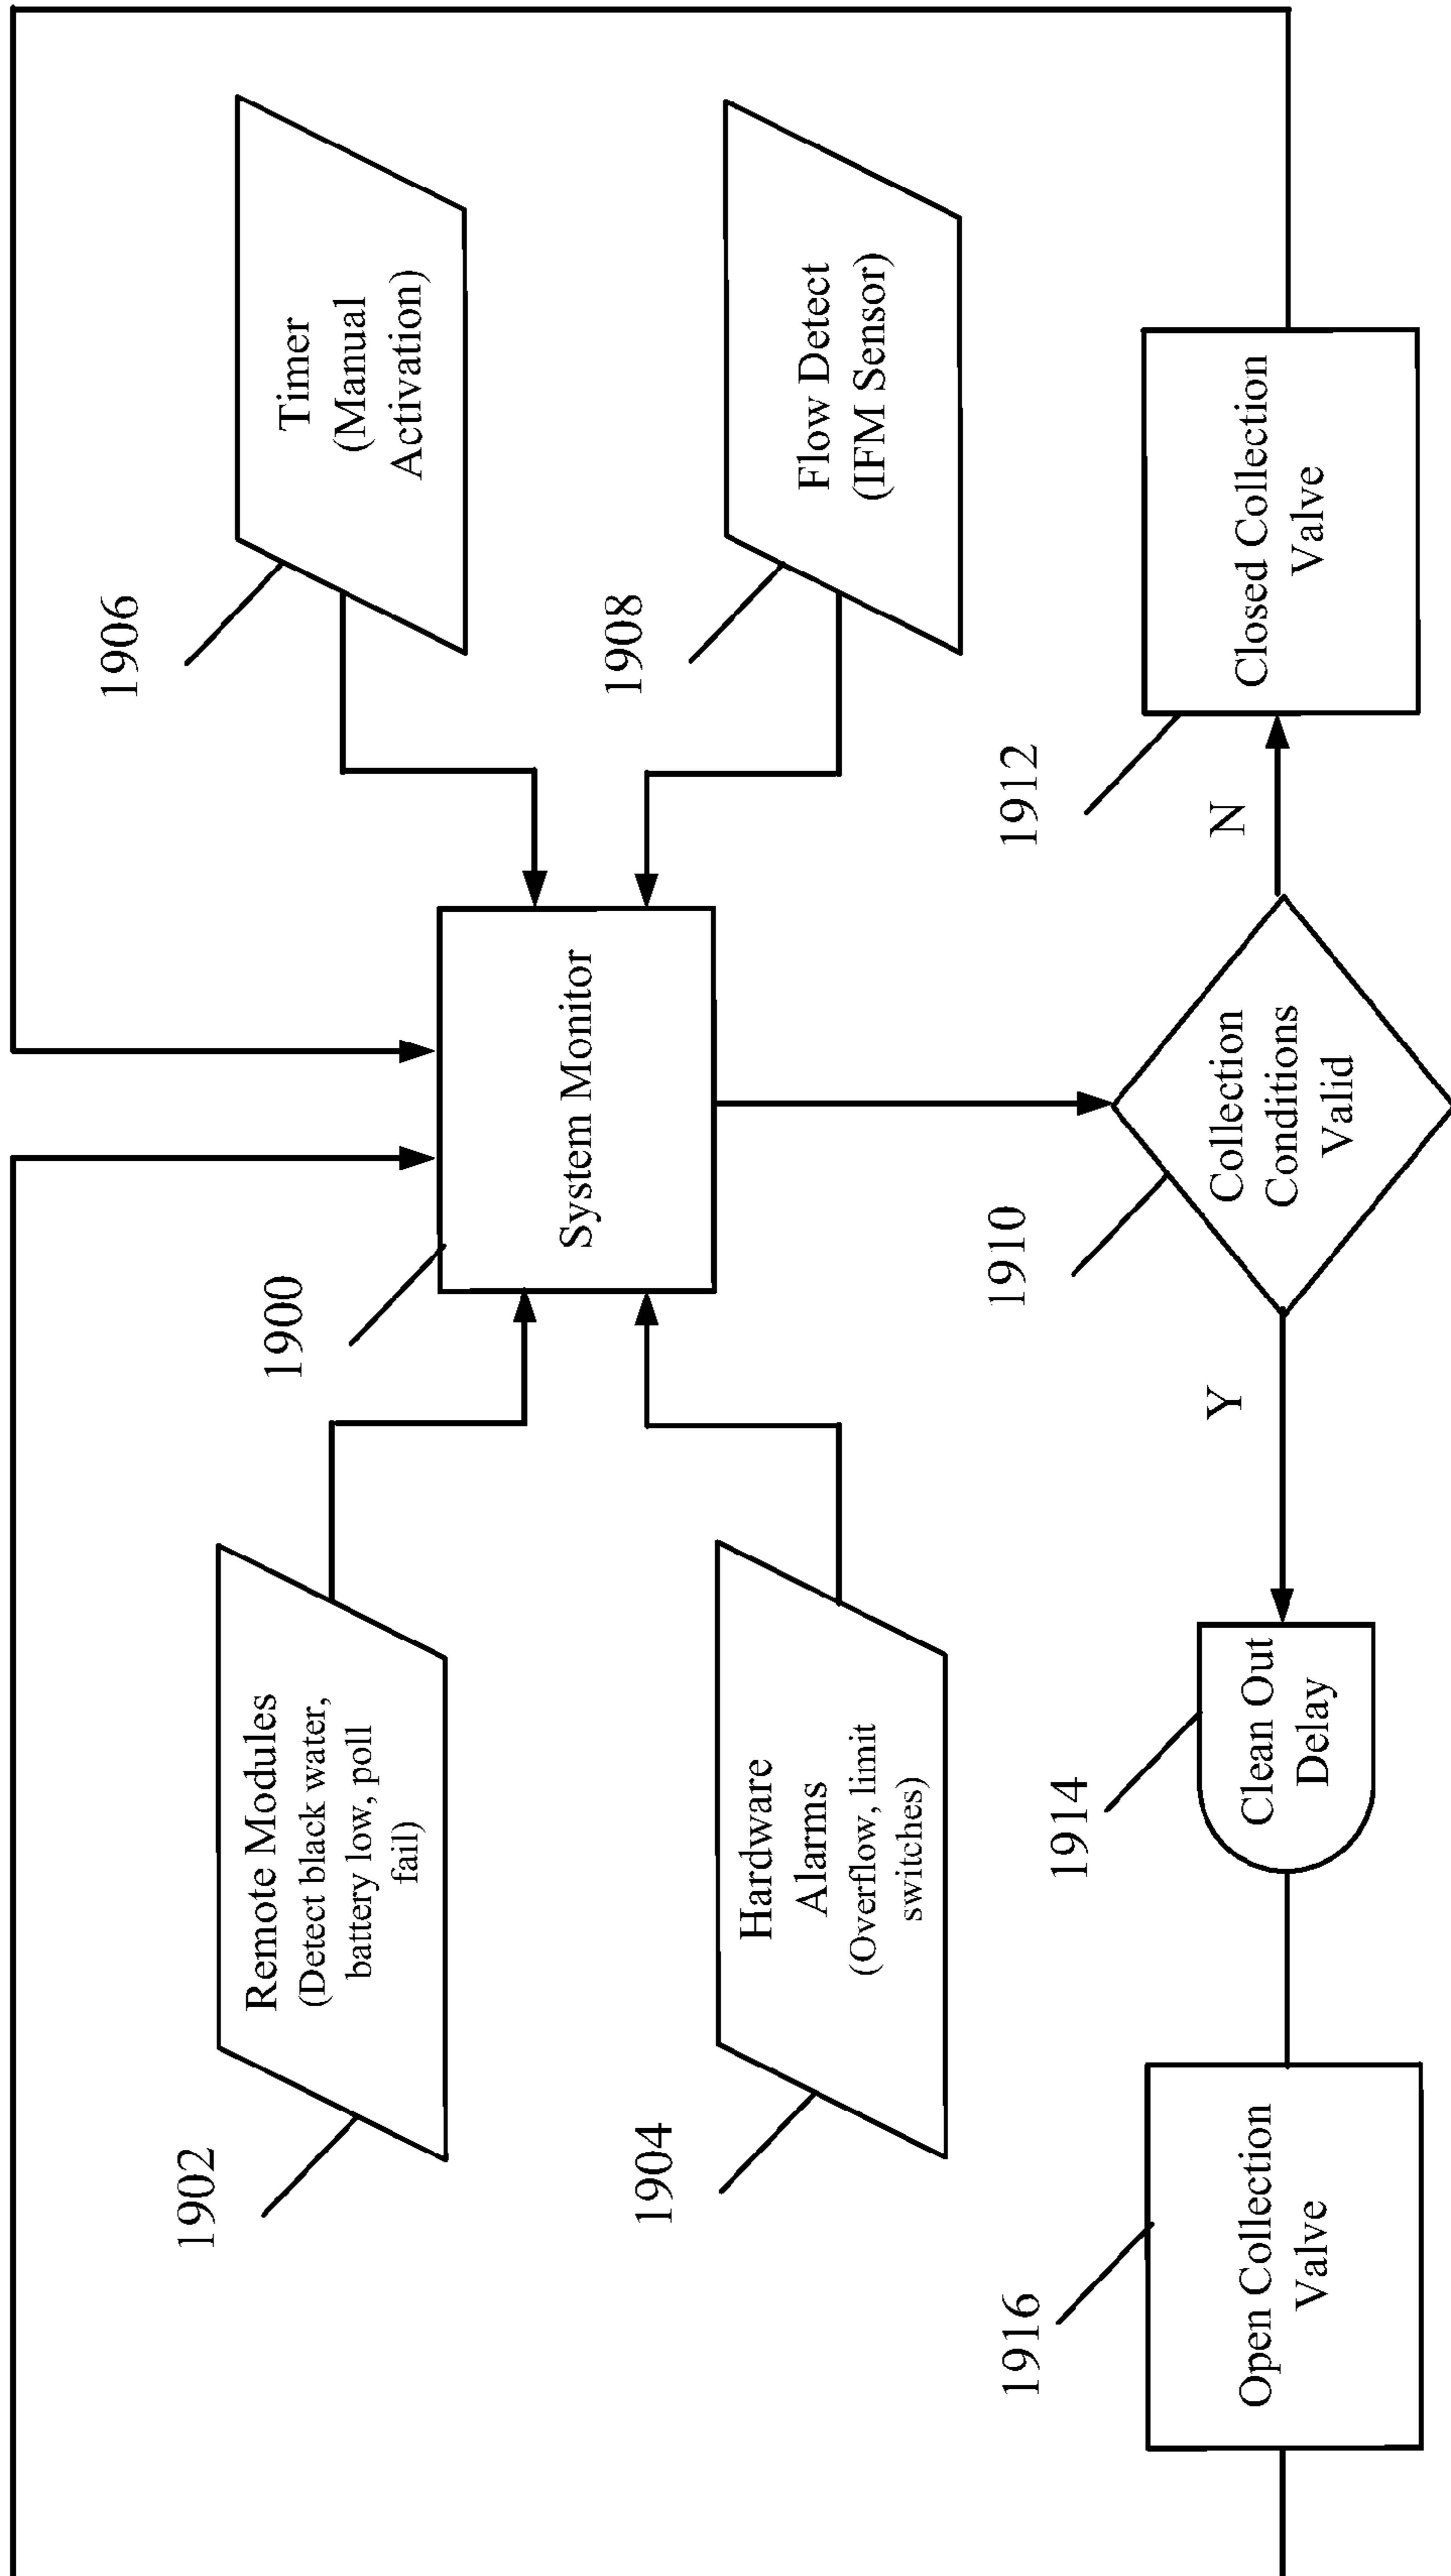 1902
Remote Modules
(Detect black water,
battery low, poll
fail)
1900
System Monitor
1906
Timer
(Manual
Activation)
1904
Hardware
Alarms
(Overflow, limit
switches)
1908
Flow Detect
(IFM Sensor)
1916
Open Collection
Valve
1914
Clean Out
Delay
Y
1910
Collection
Conditions
Valid
N
1912
Closed Collection
Valve